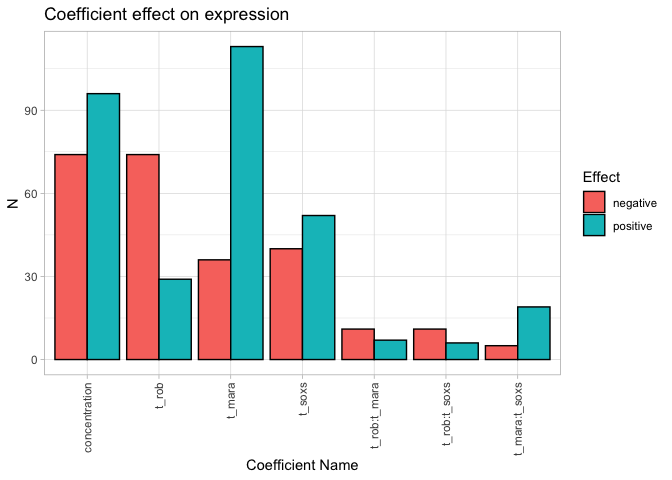 Coefficient effect on expression
N
90
60
30
0
concentration
t_rob
t_mara
t_soxs
t_rob:t_mara
t_rob:t_soxs
t_mara:t_soxs
Coefficient Name
Effect
negative
positive